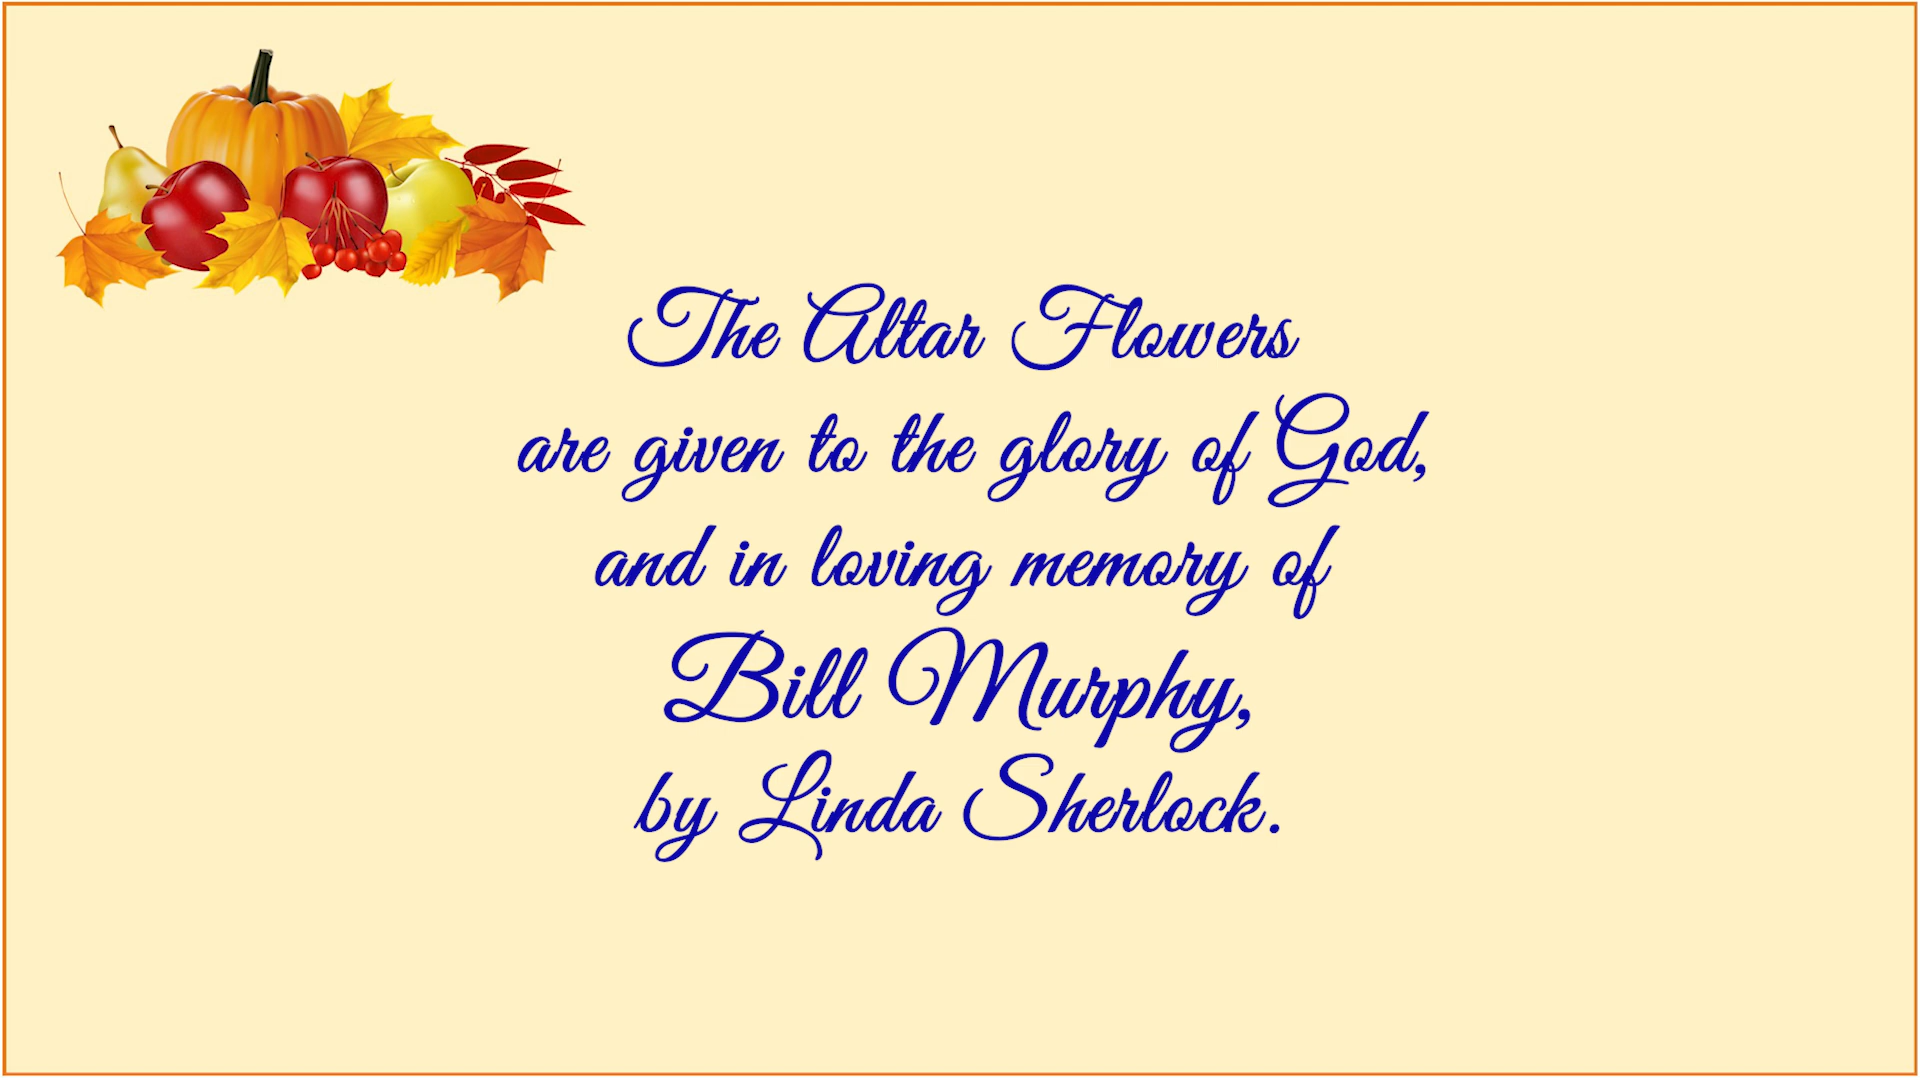 The Altar Flowers
are given to the glory of God,
and in loving memory of
Bill Murphy,
by Linda Sherlock.